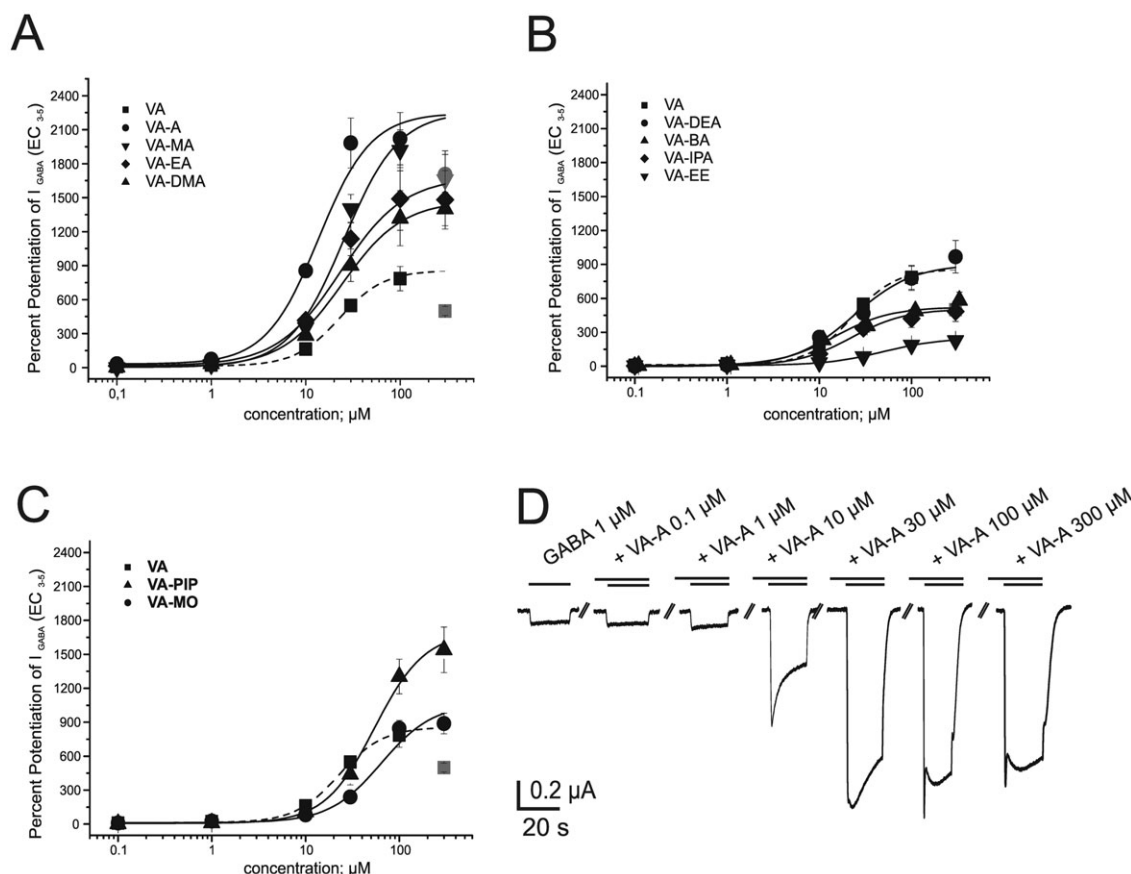 A
Percent Potentiation of I GABA (EC 3-5)
2400
2100
1800
1500
1200
900
600
300
0
VA
VA-A
VA-MA
VA-EA
VA-DMA
0,1
1
10
100
concentration; µM
B
Percent Potentiation of I GABA (EC 3-5)
2400
2100
1800
1500
1200
900
600
300
0
VA
VA-DEA
VA-BA
VA-IPA
VA-EE
0.1
1
10
100
concentration; µM
C
Percent Potentiation of I GABA (EC 3-5)
2400
2100
1800
1500
1200
900
600
300
0
VA
VA-PIP
VA-MO
0.1
1
10
100
concentration; µM
D
GABA 1 µM
+ VA-A 0.1 µM
+ VA-A 1 µM
+ VA-A 10 µM
+ VA-A 30 µM
+ VA-A 100 µM
+ VA-A 300 µM
0.2 µA
20 s